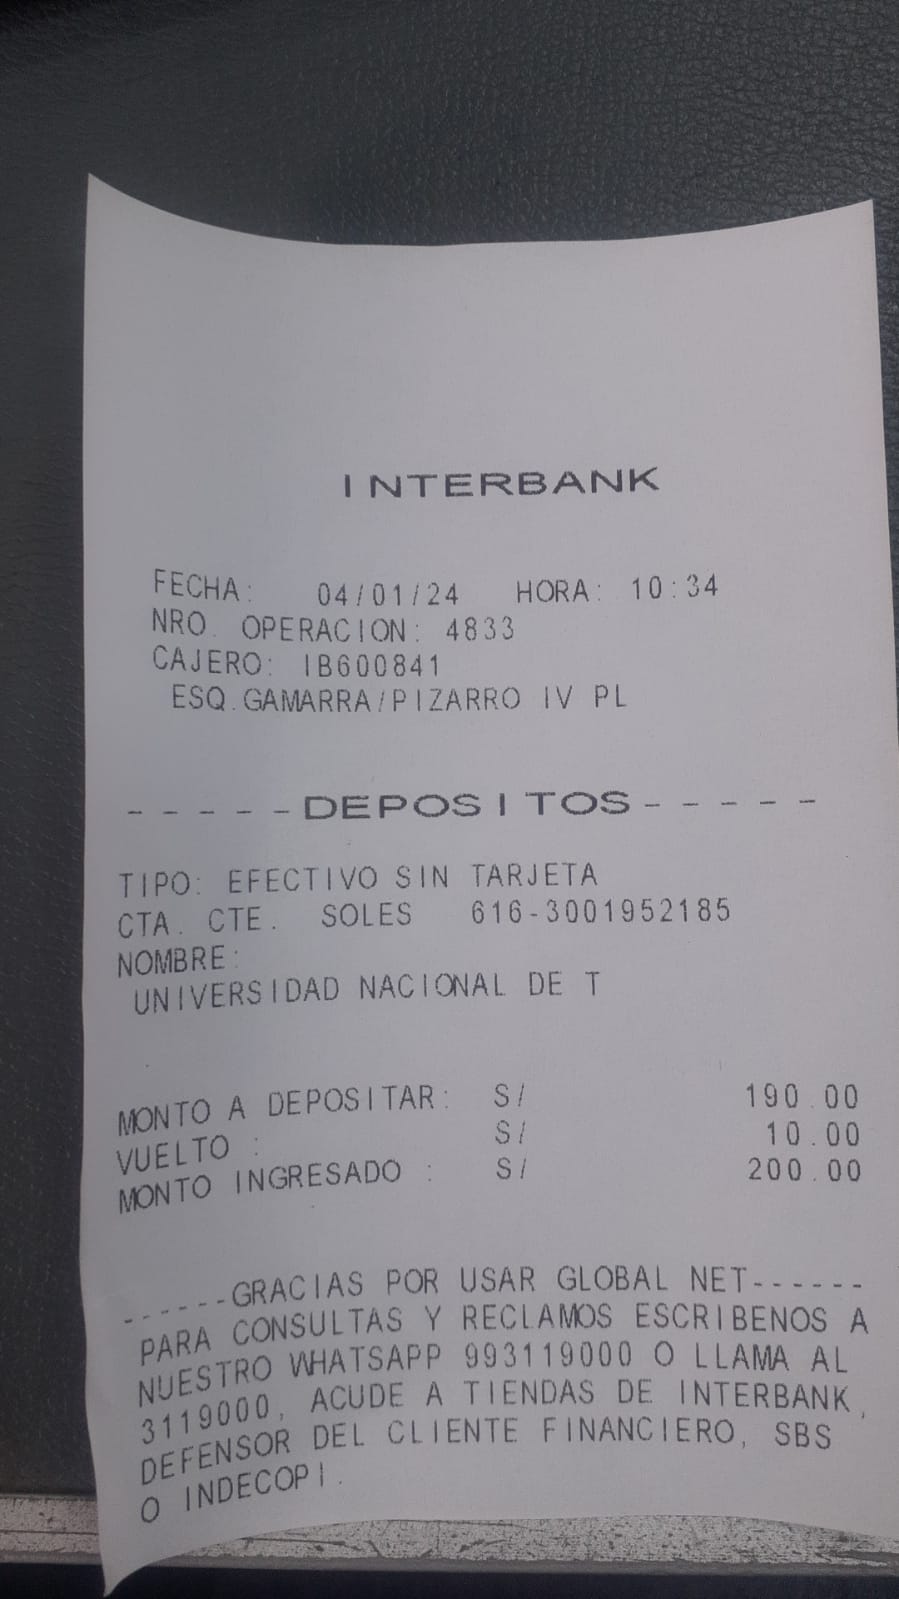 INTERBANK
FECHA: 04/01/24 HORA: 10:34
NRO. OPERACION: 4833
CAJERO: IB600841
ESQ.GAMARRA/PIZARRO IV PL
-----DEPOSITOS-----
TIPO: EFECTIVO SIN TARJETA
CTA. CTE. SOLES 616-3001952185
NOMBRE:
UNIVERSIDAD NACIONAL DE T
MONTO A DEPOSITAR: S/ 190.00
VUELTO : S/ 10.00
MONTO INGRESADO : S/ 200.00
------GRACIAS POR USAR GLOBAL NET------
PARA CONSULTAS Y RECLAMOS ESCRIBENOS A
NUESTRO WHATSAPP 993119000 O LLAMA AL
3119000, ACUDE A TIENDAS DE INTERBANK,
DEFENSOR DEL CLIENTE FINANCIERO, SBS
O INDECOPI.